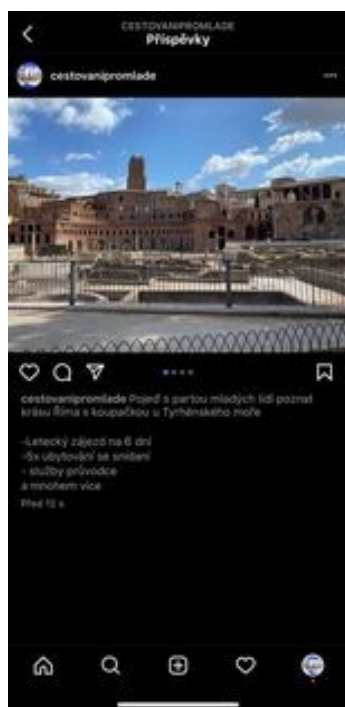 CESTOVANIPROMLADE
Příspěvky
cestovanipromlade
cestovanipromlade Pojeď s partou mladých lidí poznat
krásu Říma s koupačkou u Tyrhénského moře
-Letecký zájezd na 6 dní
-5x ubytování se snídaní
- služby průvodce
a mnohem více
Před 12 s